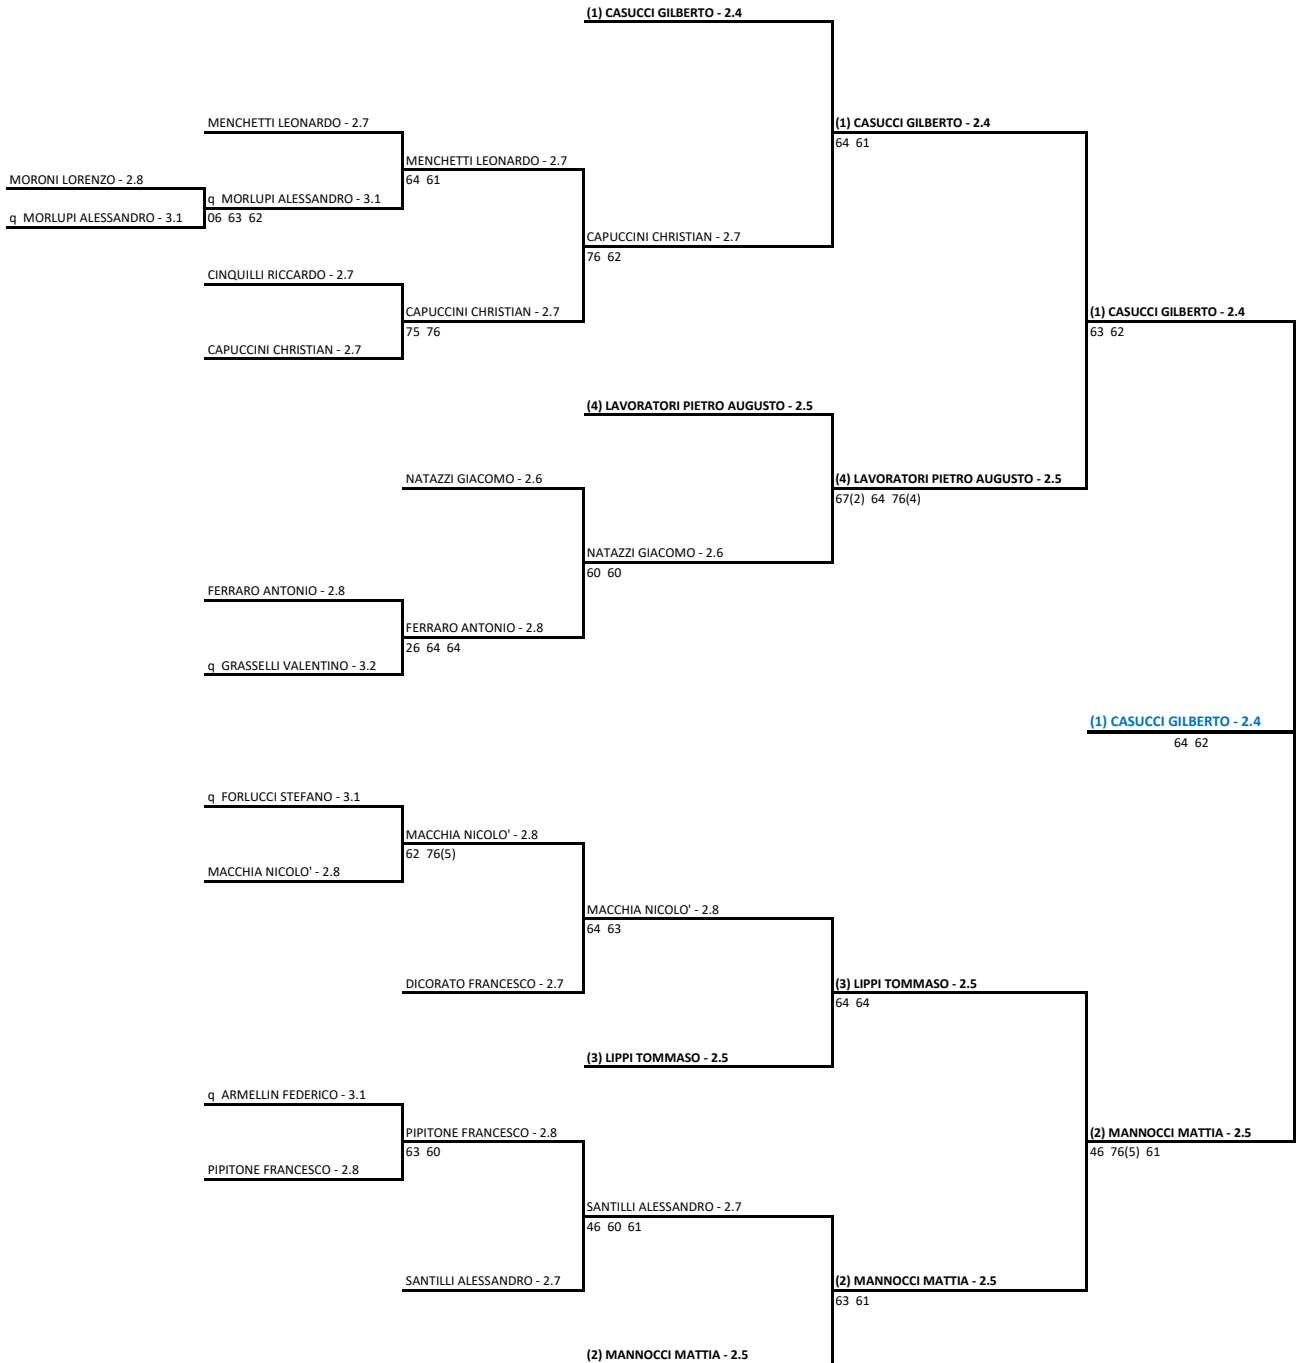 (1) CASUCCI GILBERTO - 2.4
MENCHETTI LEONARDO - 2.7
(1) CASUCCI GILBERTO - 2.4
64 61
MENCHETTI LEONARDO - 2.7
64 61
MORONI LORENZO - 2.8
q MORLUPI ALESSANDRO - 3.1
06 63 62
q MORLUPI ALESSANDRO - 3.1
CAPUCCINI CHRISTIAN - 2.7
76 62
CINQUILLI RICCARDO - 2.7
CAPUCCINI CHRISTIAN - 2.7
75 76
(1) CASUCCI GILBERTO - 2.4
63 62
CAPUCCINI CHRISTIAN - 2.7
(4) LAVORATORI PIETRO AUGUSTO - 2.5
NATAZZI GIACOMO - 2.6
(4) LAVORATORI PIETRO AUGUSTO - 2.5
67(2) 64 76(4)
NATAZZI GIACOMO - 2.6
60 60
FERRARO ANTONIO - 2.8
FERRARO ANTONIO - 2.8
26 64 64
q GRASSELLI VALENTINO - 3.2
(1) CASUCCI GILBERTO - 2.4
64 62
q FORLUCCI STEFANO - 3.1
MACCHIA NICOLO' - 2.8
62 76(5)
MACCHIA NICOLO' - 2.8
MACCHIA NICOLO' - 2.8
64 63
DICORATO FRANCESCO - 2.7
(3) LIPPI TOMMASO - 2.5
64 64
(3) LIPPI TOMMASO - 2.5
q ARMELLIN FEDERICO - 3.1
PIPITONE FRANCESCO - 2.8
63 60
(2) MANNOCCI MATTIA - 2.5
46 76(5) 61
PIPITONE FRANCESCO - 2.8
SANTILLI ALESSANDRO - 2.7
46 60 61
SANTILLI ALESSANDRO - 2.7
(2) MANNOCCI MATTIA - 2.5
63 61
(2) MANNOCCI MATTIA - 2.5